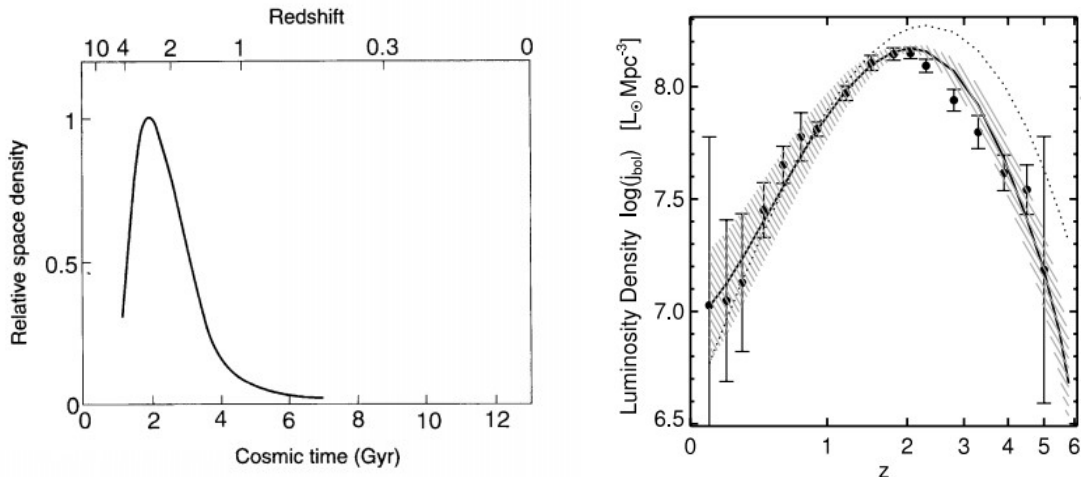 Redshift
10 4 2 1 0.3 0
Relative space density
1
0.5
0
0 2 4 6 8 10 12
Cosmic time (Gyr)
Luminosity Density log(j_bol) [L⊙ Mpc⁻³]
8.0
7.5
7.0
6.5
0 1 2 3 4 5 6
z